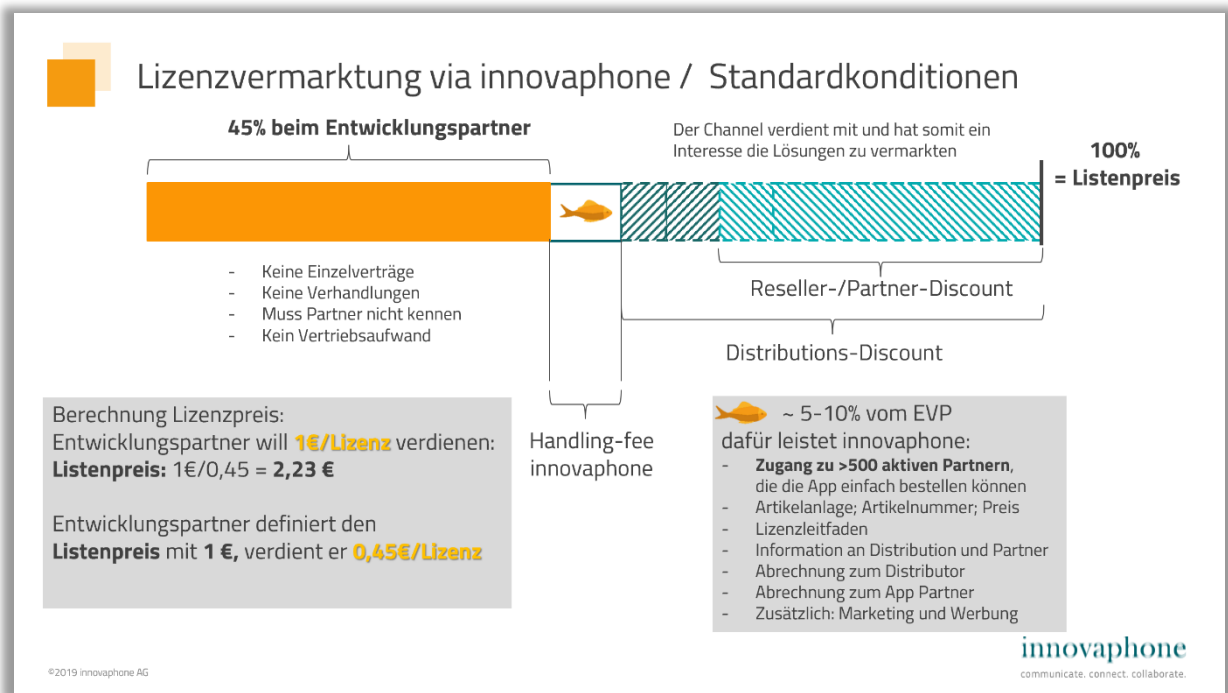 Lizenzvermarktung via innovaphone / Standardkonditionen
45% beim Entwicklungspartner
Der Channel verdient mit und hat somit ein
Interesse die Lösungen zu vermarkten
100%
= Listenpreis
- Keine Einzelverträge
- Keine Verhandlungen
- Muss Partner nicht kennen
- Kein Vertriebsaufwand
Reseller-/Partner-Discount
Distributions-Discount
Handling-fee
innovaphone
Berechnung Lizenzpreis:
Entwicklungspartner will 1€/Lizenz verdienen:
Listenpreis: 1€/0,45 = 2,23 €
Entwicklungspartner definiert den
Listenpreis mit 1 €, verdient er 0,45€/Lizenz
~ 5-10% vom EVP
dafür leistet innovaphone:
- Zugang zu >500 aktiven Partnern,
die die App einfach bestellen können
- Artikelanlage; Artikelnummer; Preis
- Lizenzleitfaden
- Information an Distribution und Partner
- Abrechnung zum Distributor
- Abrechnung zum App Partner
- Zusätzlich: Marketing und Werbung
©2019 innovaphone AG
innovaphone
communicate. connect. collaborate.